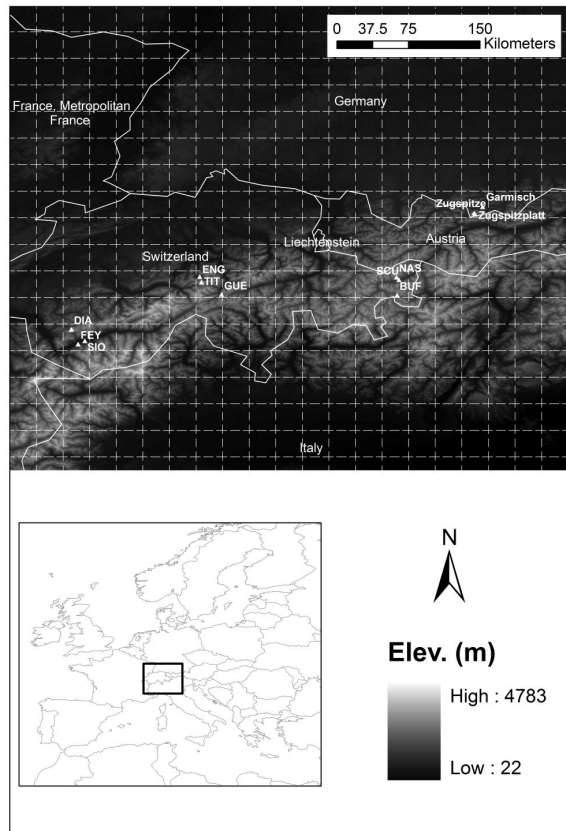 0 37.5 75 150
Kilometers
France, Metropolitan
France
Germany
Garmisch
Zugspitze
Zugspitzplatt
Austria
Liechtenstein
Switzerland
ENG
TIT
GUE
SCU NAS
BUF
DIA
FEY
SIO
Italy
N
Elev. (m)
High : 4783
Low : 22